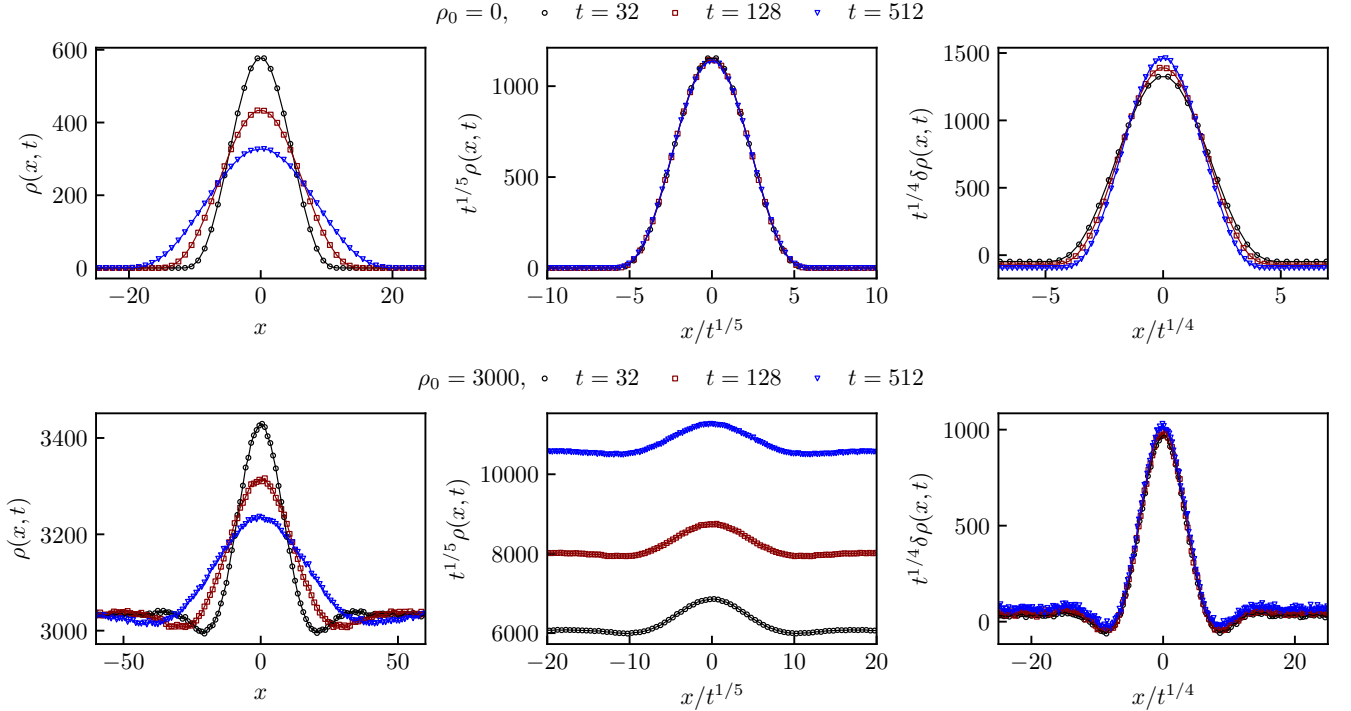 ρ₀ = 0, t = 32 t = 128 t = 512
600
400
200
0
ρ(x, t)
−20 0 20
x
1000
500
0
t^{1/5}ρ(x, t)
−10 −5 0 5 10
x/t^{1/5}
1500
1000
500
0
t^{1/4}δρ(x, t)
−5 0 5
x/t^{1/4}
ρ₀ = 3000, t = 32 t = 128 t = 512
3400
3200
3000
ρ(x, t)
−50 0 50
x
10000
8000
6000
t^{1/5}ρ(x, t)
−20 −10 0 10 20
x/t^{1/5}
1000
500
0
t^{1/4}δρ(x, t)
−20 0 20
x/t^{1/4}